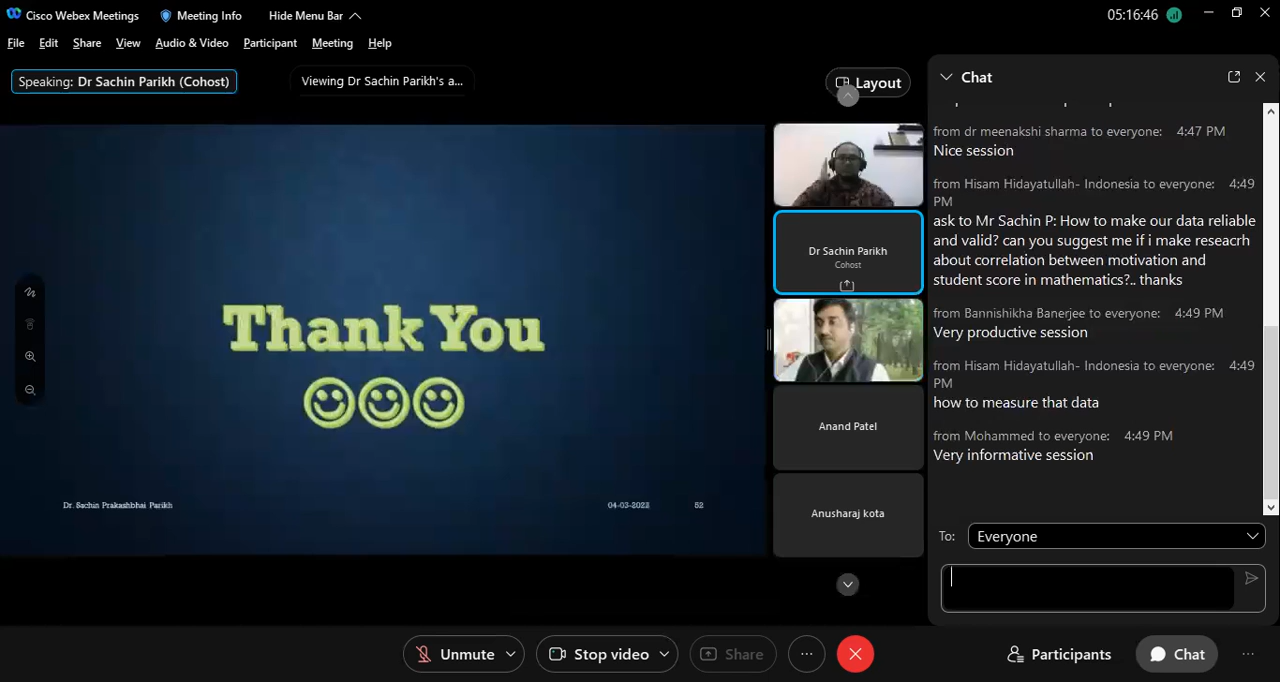 Cisco Webex Meetings
Meeting Info
Hide Menu Bar
05:16:46
File Edit Share View Audio & Video Participant Meeting Help
Speaking: Dr Sachin Parikh (Cohost)
Viewing Dr Sachin Parikh's a...
Layout
Thank You
Dr. Sachin Prakashbhai Parikh
04-03-2022
52
Dr Sachin Parikh
Cohost
Anand Patel
Anusharaj kota
Chat
from dr meenakshi sharma to everyone: 4:47 PM
Nice session
from Hisam Hidayatullah- Indonesia to everyone: 4:49
PM
ask to Mr Sachin P: How to make our data reliable
and valid? can you suggest me if i make reseacrh
about correlation between motivation and
student score in mathematics?.. thanks
from Bannishikha Banerjee to everyone: 4:49 PM
Very productive session
from Hisam Hidayatullah- Indonesia to everyone: 4:49
PM
how to measure that data
from Mohammed to everyone: 4:49 PM
Very informative session
To: Everyone
Unmute
Stop video
Share
Participants
Chat